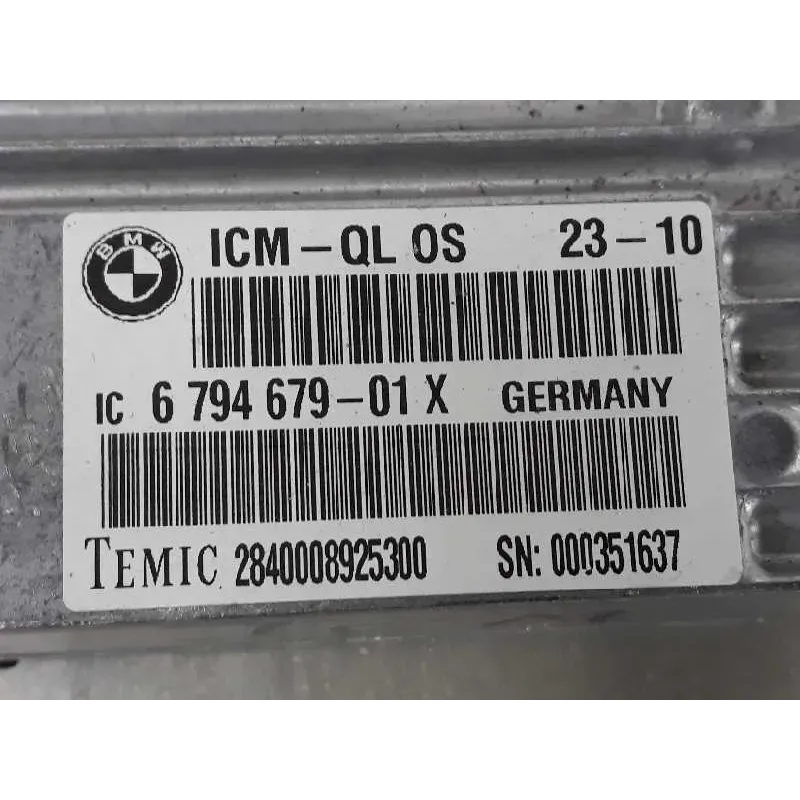 BMW
ICM-QL OS 23-10
IC 6 794 679-01 X GERMANY
TEMIC 2840008925300 SN: 000351637